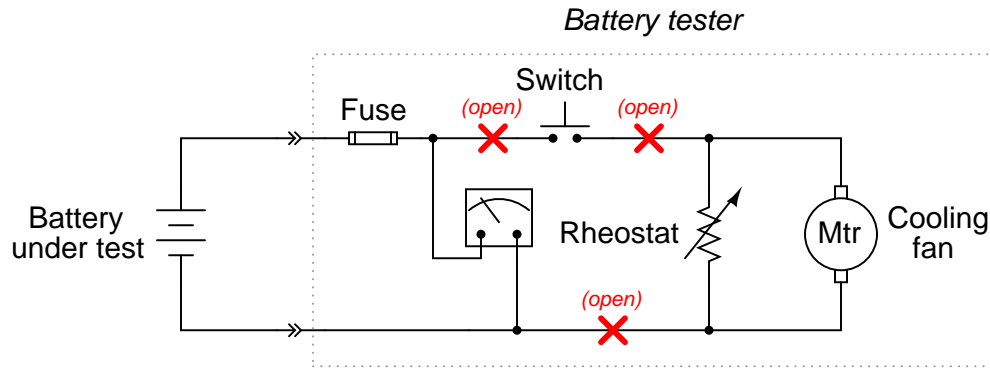 Battery tester
Switch
Fuse
(open)
(open)
Battery
under test
Rheostat
Mtr
Cooling
fan
(open)